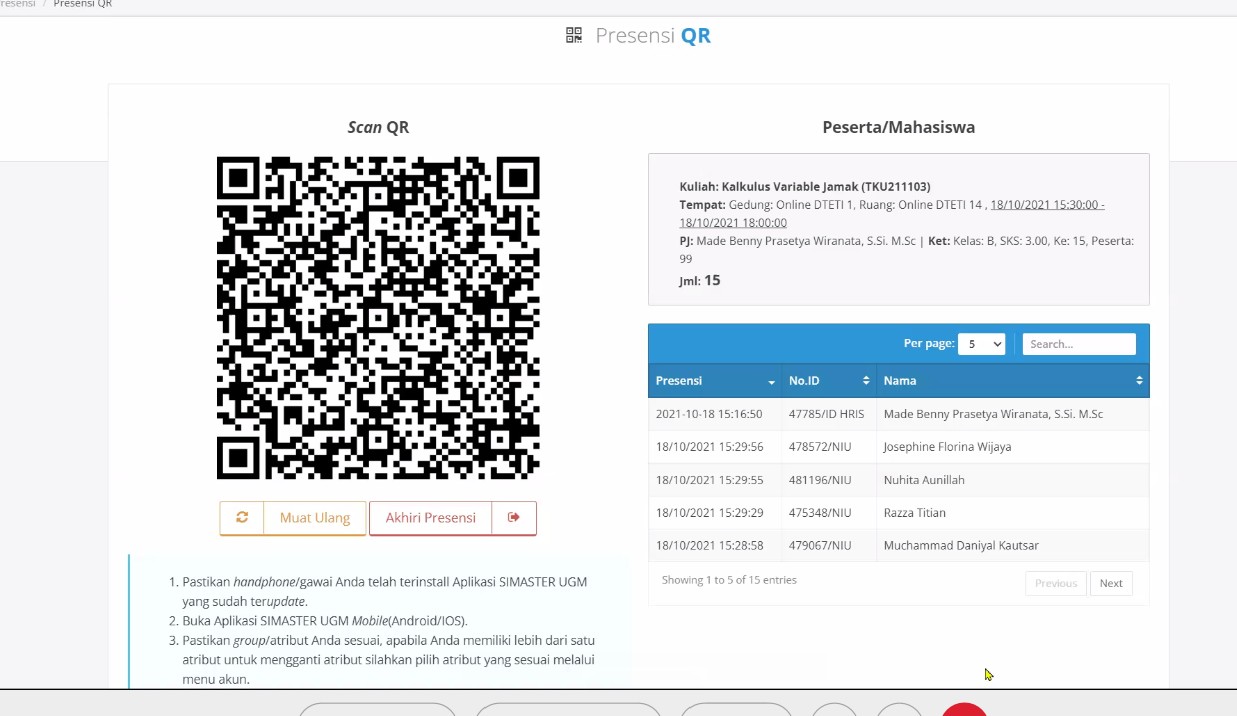 Presensi / Presensi QR
Presensi QR
Scan QR
Muat Ulang
Akhiri Presensi
1. Pastikan handphone/gawai Anda telah terinstall Aplikasi SIMASTER UGM
yang sudah terupdate.
2. Buka Aplikasi SIMASTER UGM Mobile(Android/IOS).
3. Pastikan group/atribut Anda sesuai, apabila Anda memiliki lebih dari satu
atribut untuk mengganti atribut silahkan pilih atribut yang sesuai melalui
menu akun.
Peserta/Mahasiswa
Kuliah: Kalkulus Variable Jamak (TKU211103)
Tempat: Gedung: Online DTETI 1, Ruang: Online DTETI 14 , 18/10/2021 15:30:00 -
18/10/2021 18:00:00
PJ: Made Benny Prasetya Wiranata, S.Si. M.Sc | Ket: Kelas: B, SKS: 3.00, Ke: 15, Peserta:
99
Jml: 15
Per page: 5 Search...
Presensi No.ID Nama
2021-10-18 15:16:50 47785/ID HRIS Made Benny Prasetya Wiranata, S.Si. M.Sc
18/10/2021 15:29:56 478572/NIU Josephine Florina Wijaya
18/10/2021 15:29:55 481196/NIU Nuhita Aunillah
18/10/2021 15:29:29 475348/NIU Razza Titian
18/10/2021 15:28:58 479067/NIU Muchammad Daniyal Kautsar
Showing 1 to 5 of 15 entries Previous Next